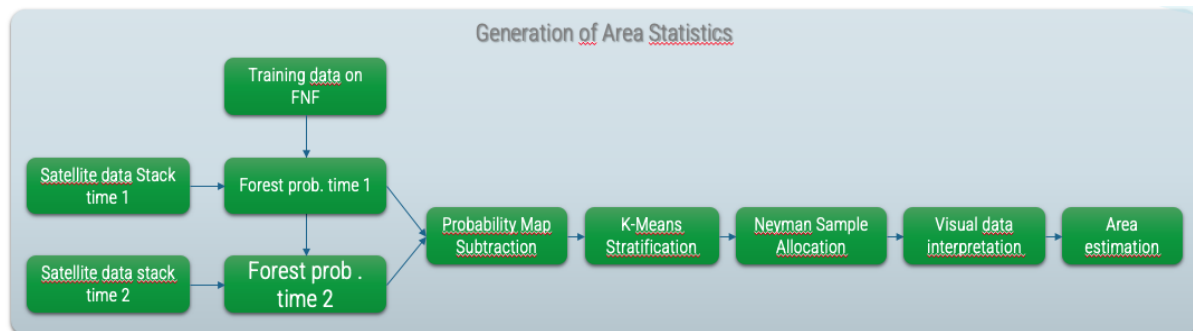 Generation of Area Statistics
Training data on
FNF
Satellite data Stack
time 1
Forest prob. time 1
Satellite data stack
time 2
Forest prob .
time 2
Probability Map
Subtraction
K-Means
Stratification
Neyman Sample
Allocation
Visual data
interpretation
Area
estimation